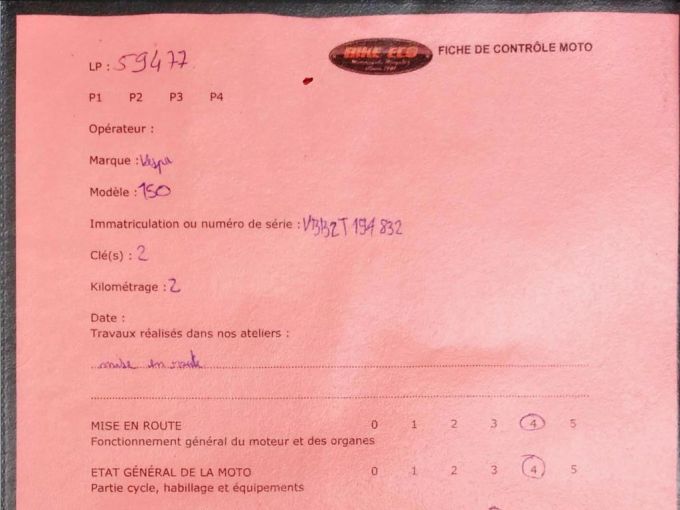 LP : 59477
BIKE-ECO
FICHE DE CONTRÔLE MOTO
P1 P2 P3 P4
Opérateur :
Marque : Vespa
Modèle : 150
Immatriculation ou numéro de série : VBB2T194832
Clé(s) : 2
Kilométrage : 2
Date :
Travaux réalisés dans nos ateliers :
mise en route
MISE EN ROUTE 0 1 2 3 4 5
Fonctionnement général du moteur et des organes
ETAT GÉNÉRAL DE LA MOTO 0 1 2 3 4 5
Partie cycle, habillage et équipements